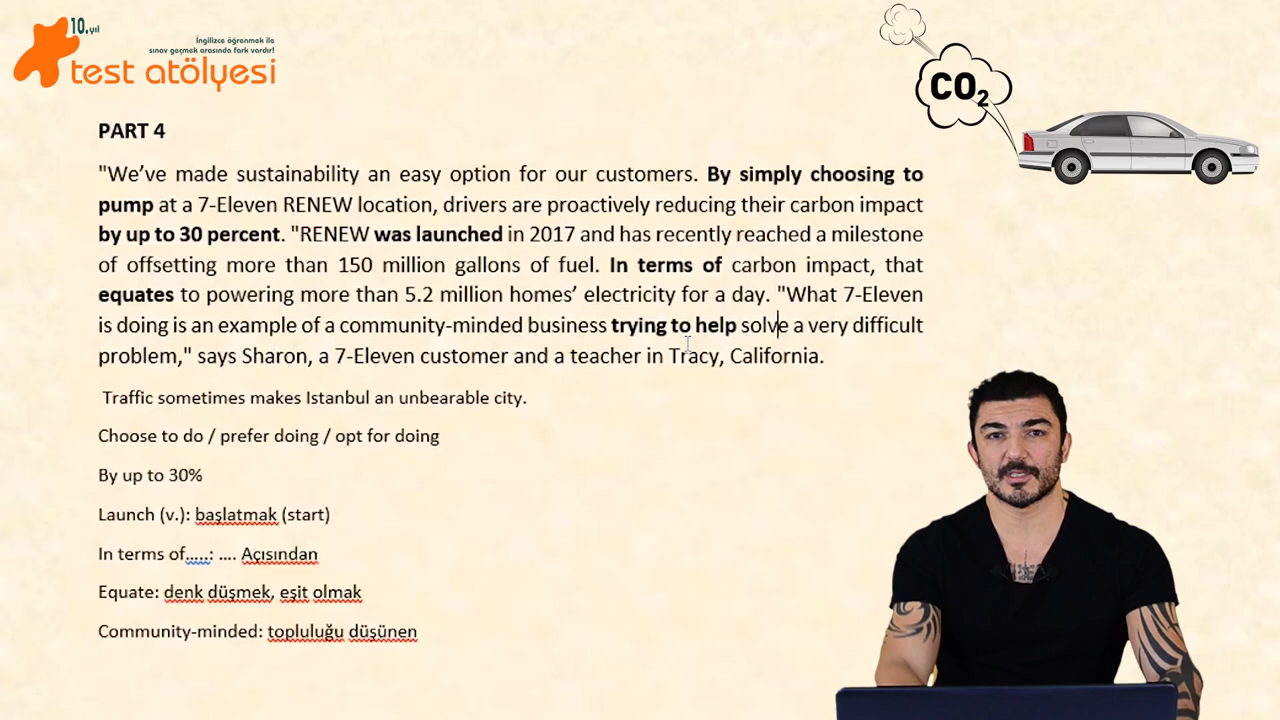 10.yıl
İngilizce öğrenmek ile
sınav geçmek arasında fark vardır!
test atölyesi
CO2
PART 4
"We’ve made sustainability an easy option for our customers. By simply choosing to
pump at a 7-Eleven RENEW location, drivers are proactively reducing their carbon impact
by up to 30 percent. "RENEW was launched in 2017 and has recently reached a milestone
of offsetting more than 150 million gallons of fuel. In terms of carbon impact, that
equates to powering more than 5.2 million homes’ electricity for a day. "What 7-Eleven
is doing is an example of a community-minded business trying to help solve a very difficult
problem," says Sharon, a 7-Eleven customer and a teacher in Tracy, California.
Traffic sometimes makes Istanbul an unbearable city.
Choose to do / prefer doing / opt for doing
By up to 30%
Launch (v.): başlatmak (start)
In terms of…..: …. Açısından
Equate: denk düşmek, eşit olmak
Community-minded: topluluğu düşünen